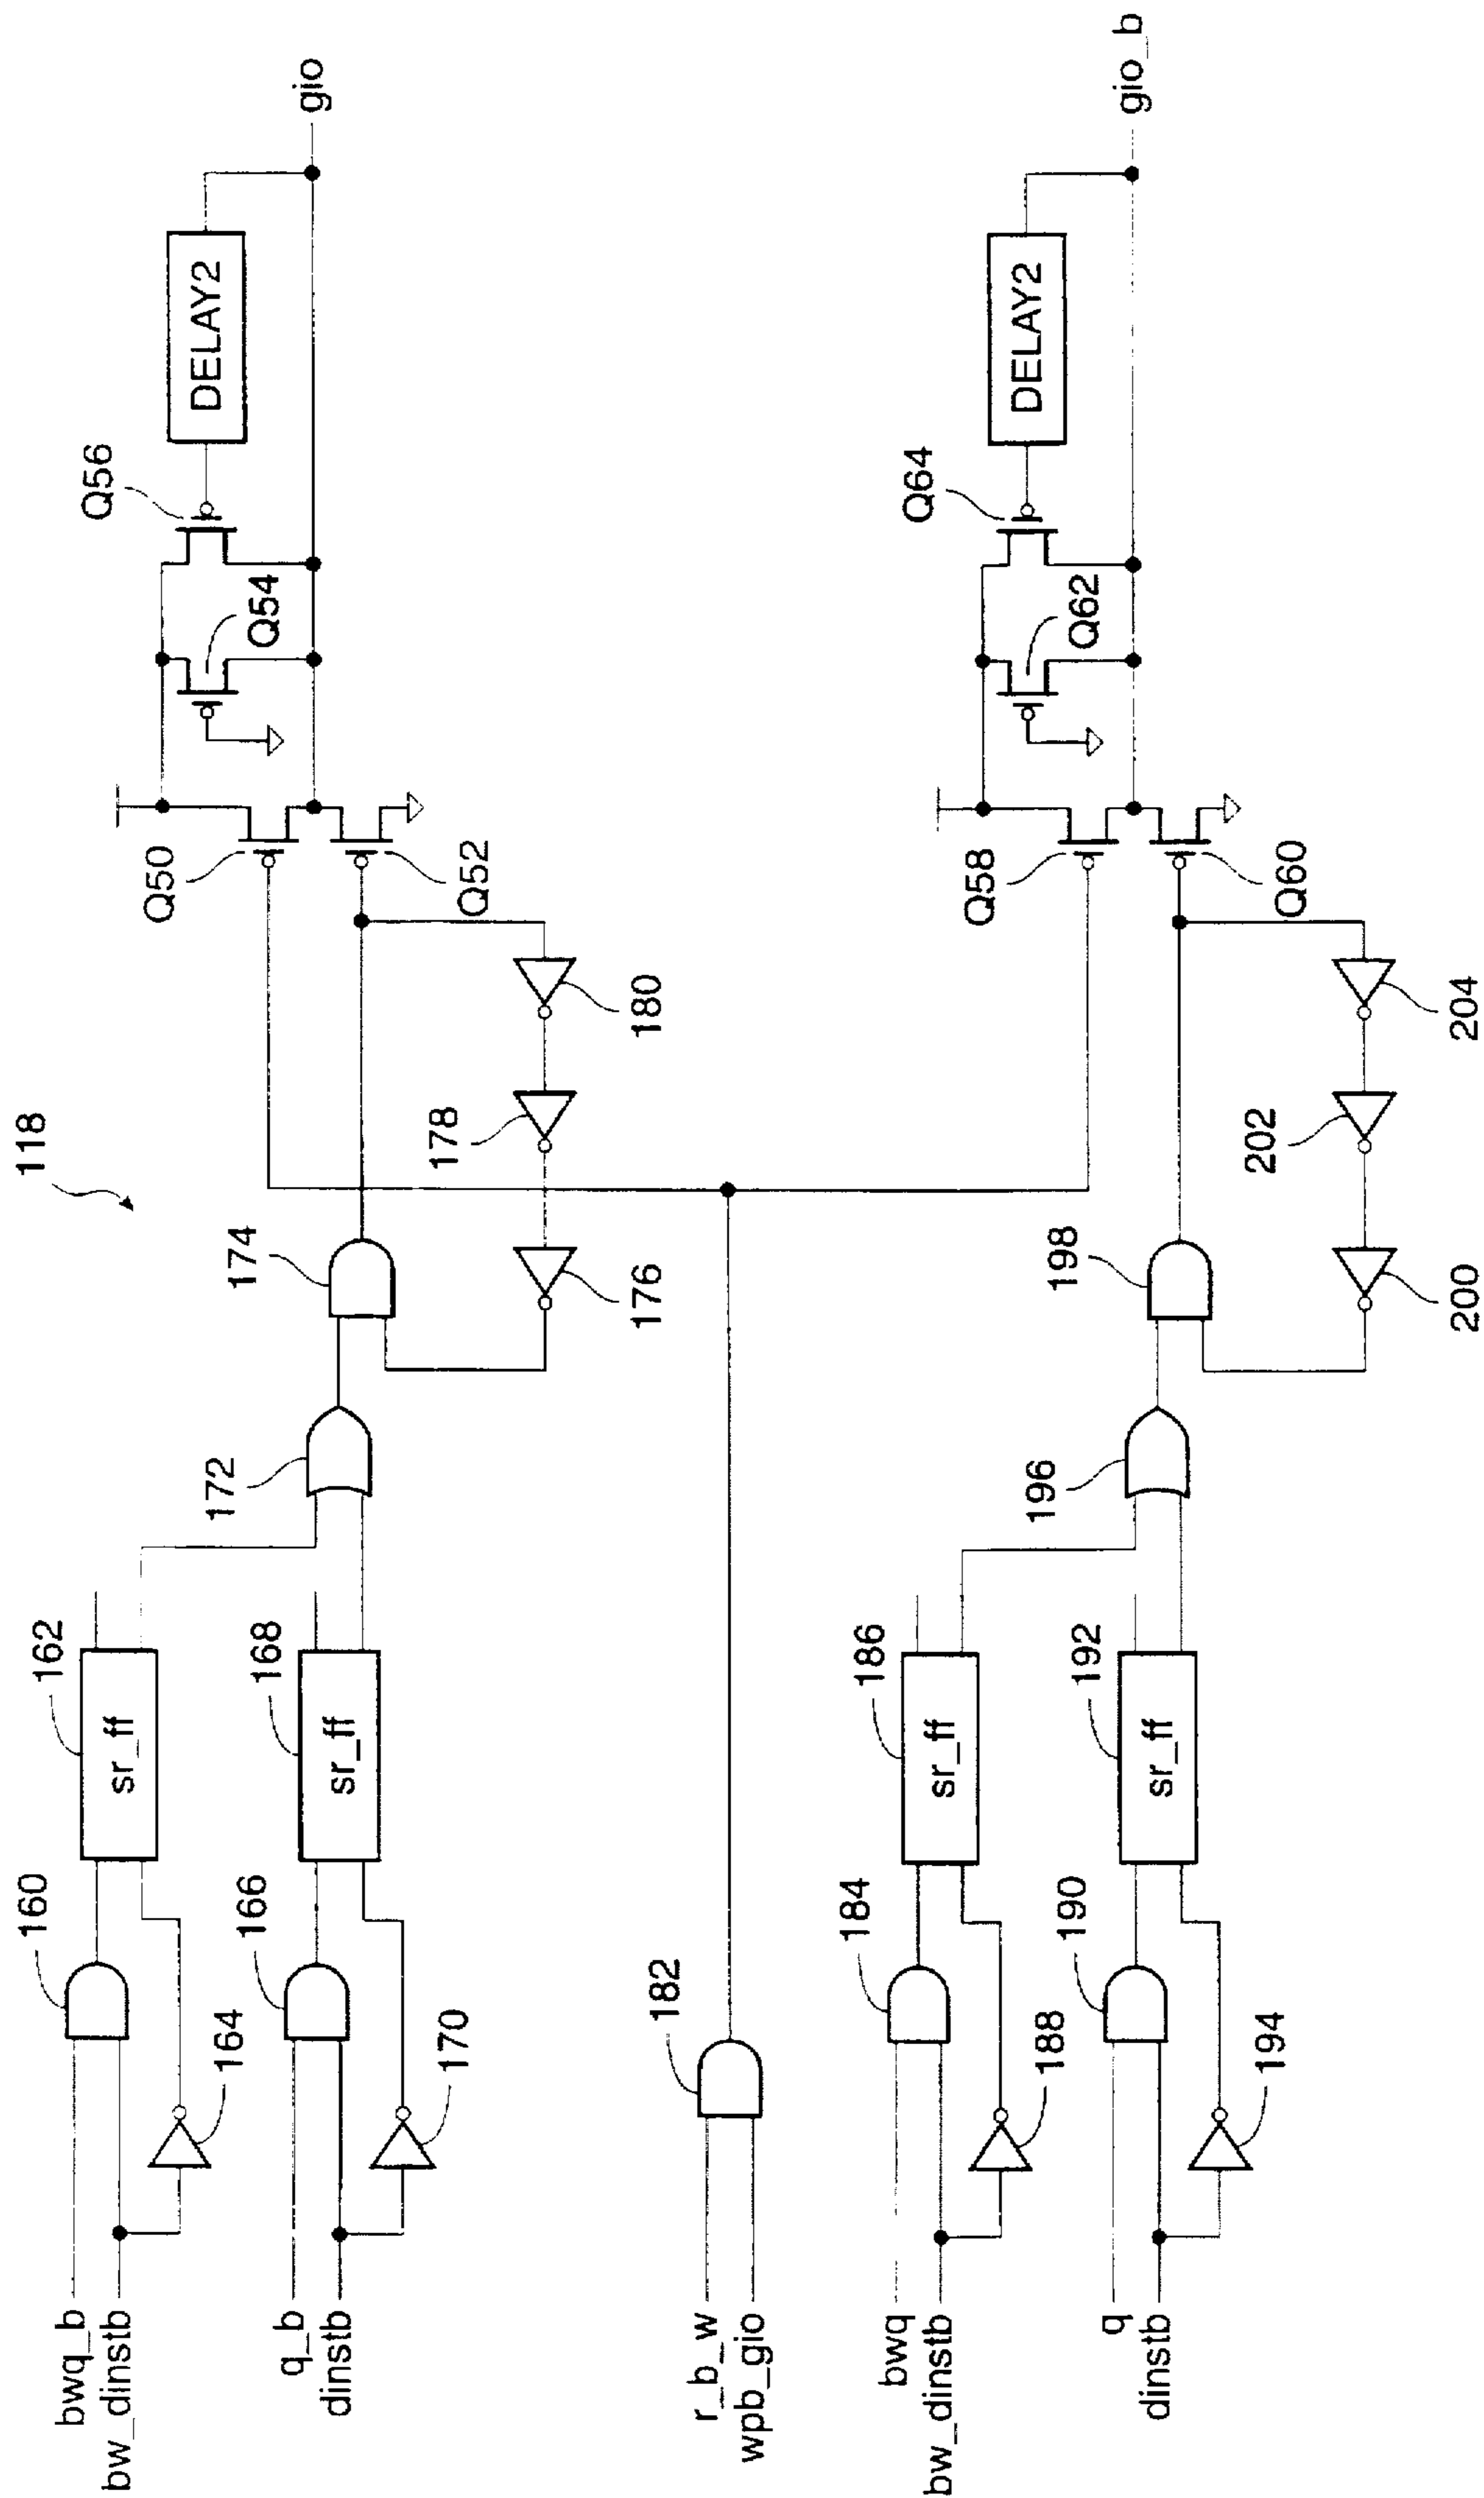 118
bwq_b
bw_dinstb
160
164
162
sr_ff
q_b
dinstb
166
170
168
sr_ff
172
174
176
178
180
Q50
Q52
Q54
Q56
DELAY2
gio
r_b_w
wpb_gio
182
bwq
bw_dinstb
184
188
186
sr_ff
q
dinstb
190
194
192
sr_ff
196
198
200
202
204
Q58
Q60
Q62
Q64
DELAY2
gio_b